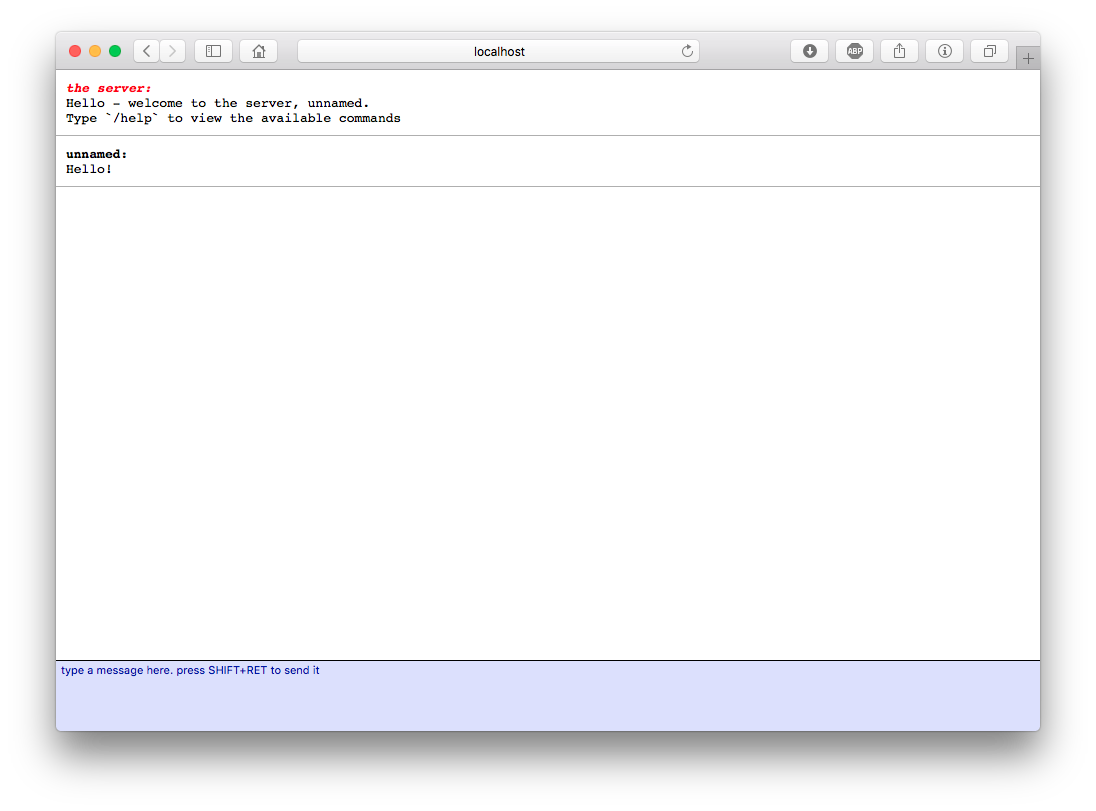 localhost
ABP
the server:
Hello - welcome to the server, unnamed.
Type `/help` to view the available commands
unnamed:
Hello!
type a message here. press SHIFT+RET to send it